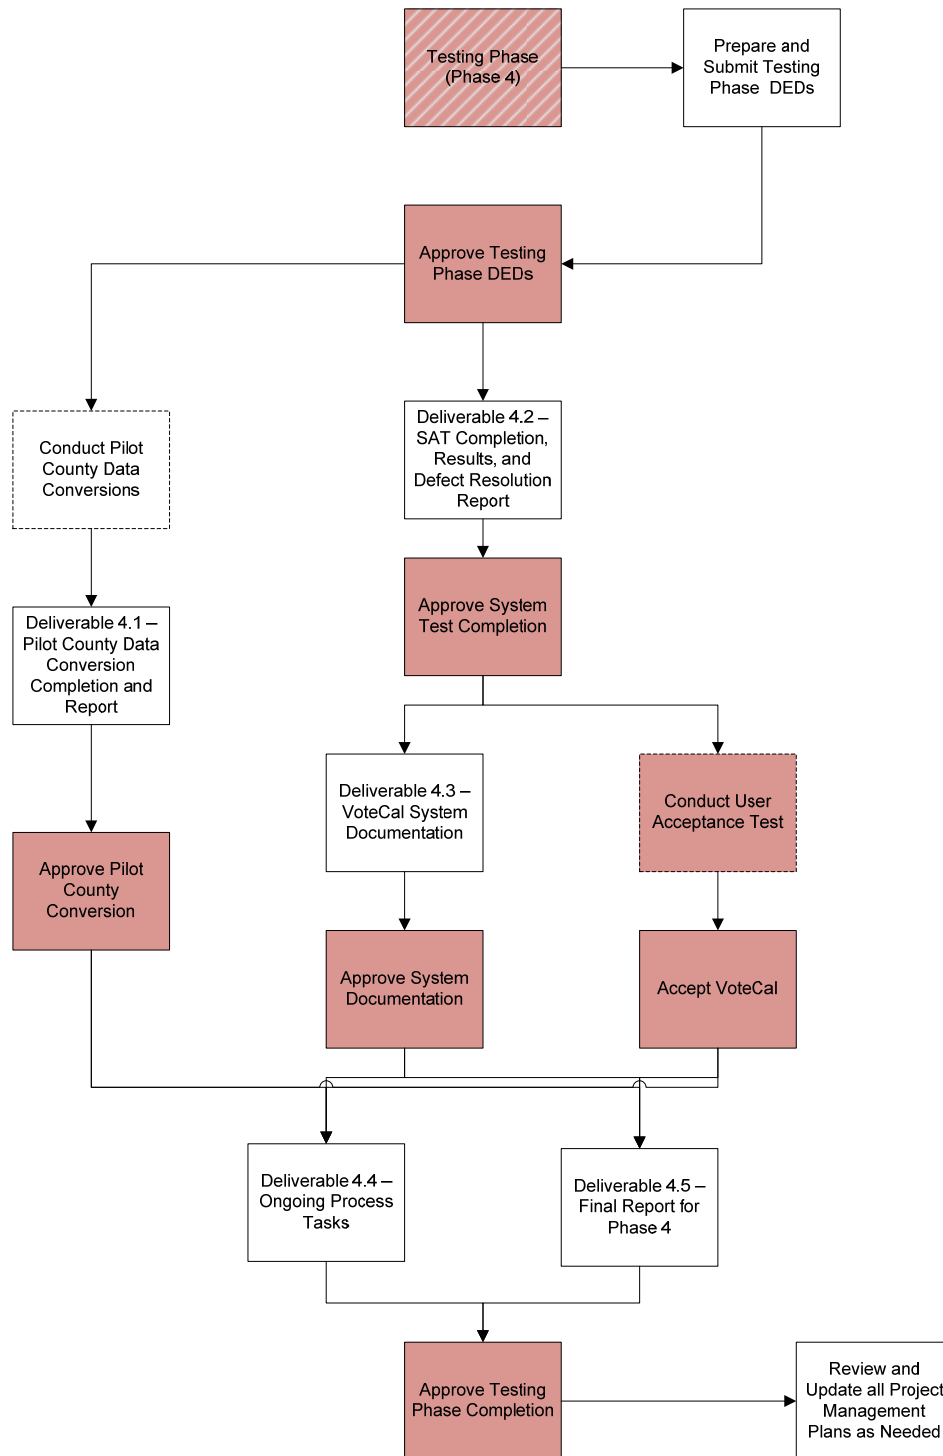 Testing Phase
(Phase 4)
Prepare and
Submit Testing
Phase DEDs
Approve Testing
Phase DEDs
Conduct Pilot
County Data
Conversions
Deliverable 4.2 –
SAT Completion,
Results, and
Defect Resolution
Report
Approve System
Test Completion
Deliverable 4.1 –
Pilot County Data
Conversion
Completion and
Report
Deliverable 4.3 –
VoteCal System
Documentation
Conduct User
Acceptance Test
Approve Pilot
County
Conversion
Approve System
Documentation
Accept VoteCal
Deliverable 4.4 –
Ongoing Process
Tasks
Deliverable 4.5 –
Final Report for
Phase 4
Approve Testing
Phase Completion
Review and
Update all Project
Management
Plans as Needed